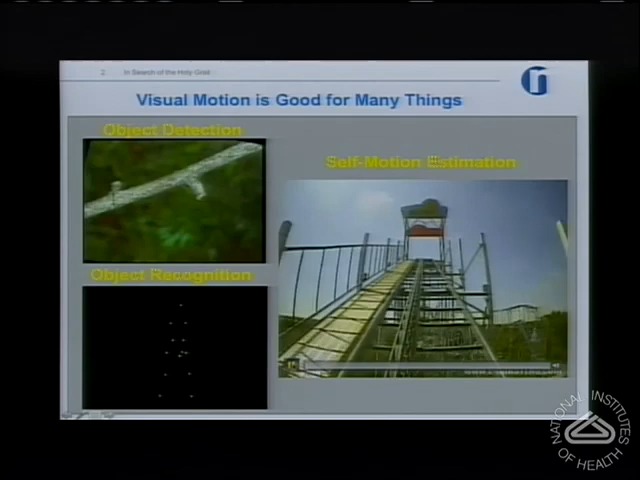 2
In Search of the Holy Grail
Visual Motion is Good for Many Things
Object Detection
Self-Motion Estimation
Object Recognition
NATIONAL INSTITUTES
OF HEALTH